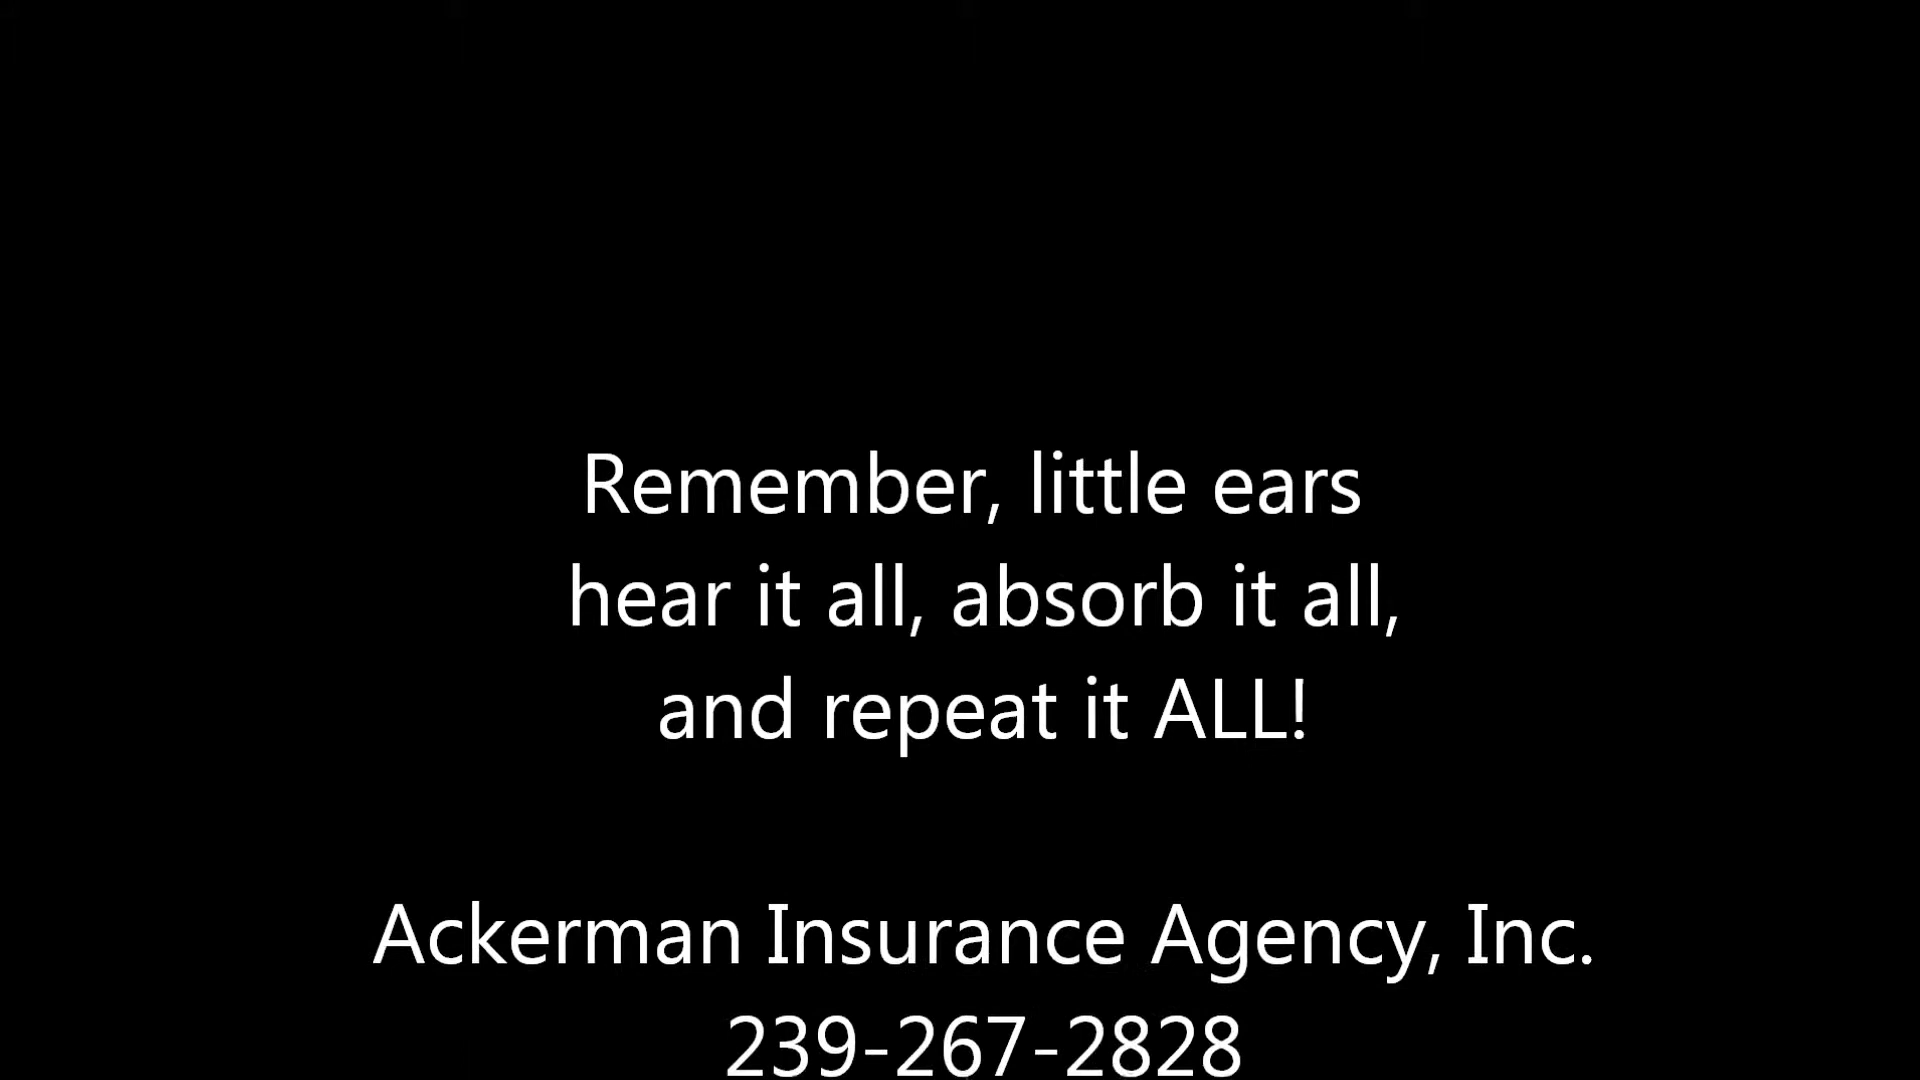 Remember, little ears
hear it all, absorb it all,
and repeat it ALL!
Ackerman Insurance Agency, Inc.
239-267-2828